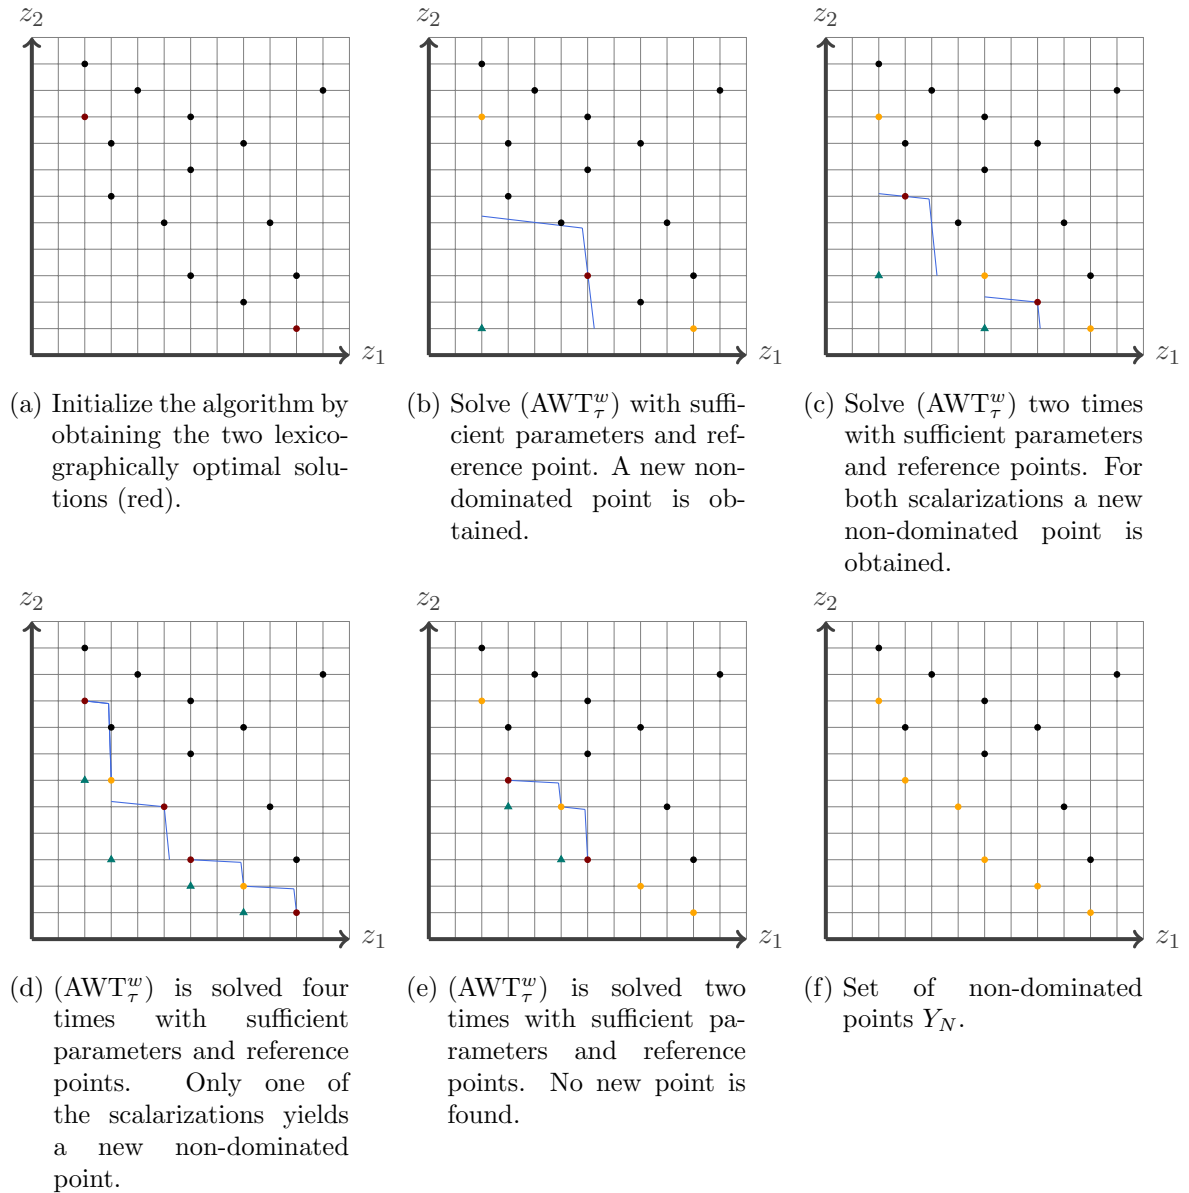 z2
z1
z2
z1
z2
z1
(a) Initialize the algorithm by
obtaining the two lexico-
graphically optimal solu-
tions (red).
(b) Solve (AWT^w_τ) with suffi-
cient parameters and ref-
erence point. A new non-
dominated point is ob-
tained.
(c) Solve (AWT^w_τ) two times
with sufficient parameters
and reference points. For
both scalarizations a new
non-dominated point is
obtained.
z2
z1
z2
z1
z2
z1
(d) (AWT^w_τ) is solved four
times with sufficient
parameters and reference
points. Only one of
the scalarizations yields
a new non-dominated
point.
(e) (AWT^w_τ) is solved two
times with sufficient pa-
rameters and reference
points. No new point is
found.
(f) Set of non-dominated
points Y_N.